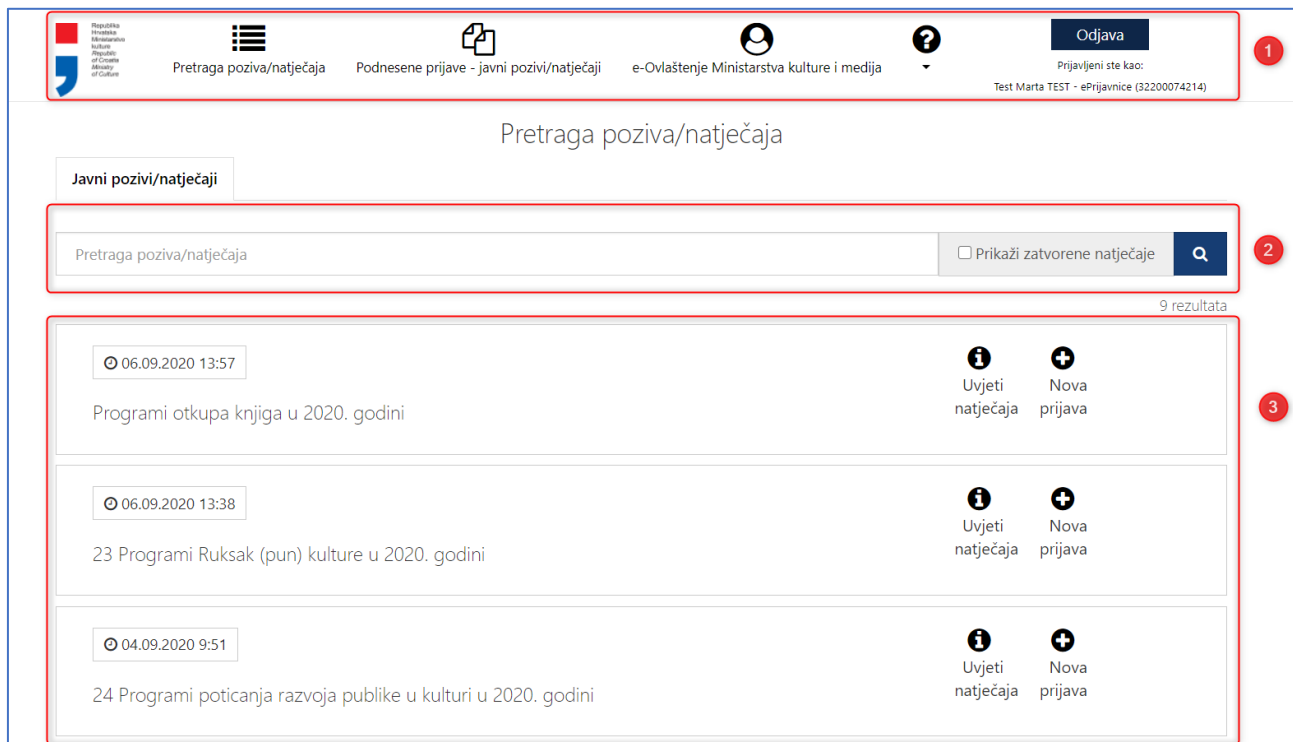 Republika
Hrvatska
Ministarstvo
kulture
Republic
of Croatia
Ministry
of Culture
Pretraga poziva/natječaja
Podnesene prijave - javni pozivi/natječaji
e-Ovlaštenje Ministarstva kulture i medija
Odjava
Prijavljeni ste kao:
Test Marta TEST - ePrijavnice (32200074214)
1
Pretraga poziva/natječaja
Javni pozivi/natječaji
Pretraga poziva/natječaja
Prikaži zatvorene natječaje
2
9 rezultata
06.09.2020 13:57
Programi otkupa knjiga u 2020. godini
Uvjeti
natječaja
Nova
prijava
3
06.09.2020 13:38
23 Programi Ruksak (pun) kulture u 2020. godini
Uvjeti
natječaja
Nova
prijava
04.09.2020 9:51
24 Programi poticanja razvoja publike u kulturi u 2020. godini
Uvjeti
natječaja
Nova
prijava